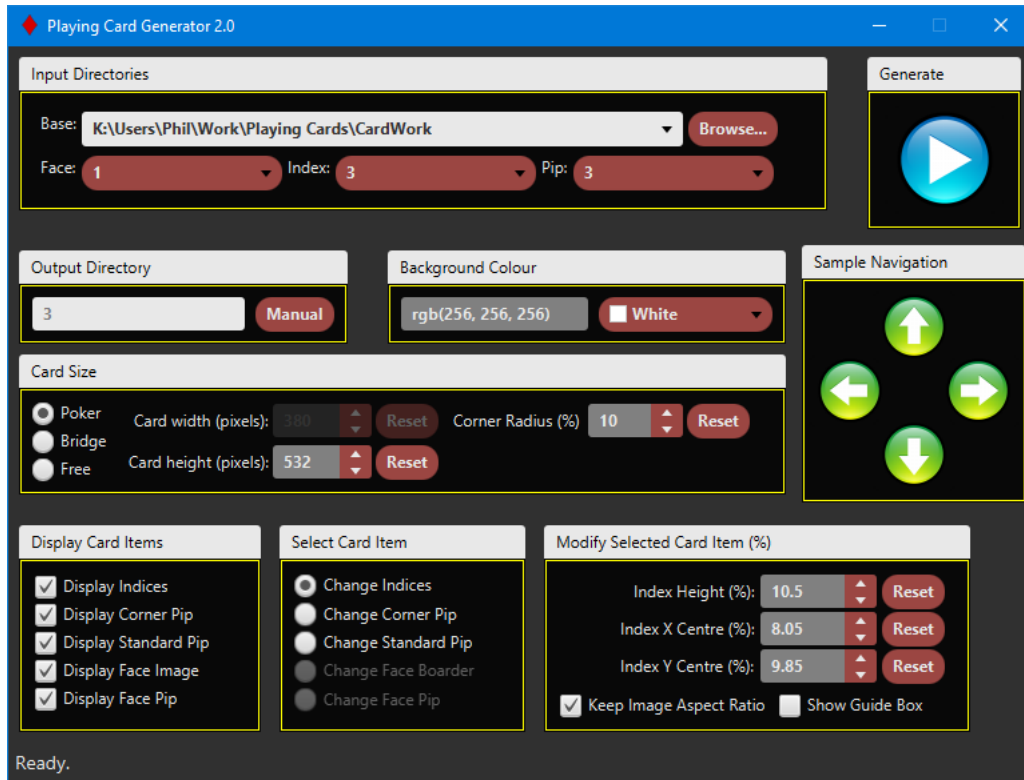 Playing Card Generator 2.0
Input Directories
Generate
Base: K:\Users\Phil\Work\Playing Cards\CardWork Browse...
Face: 1 Index: 3 Pip: 3
Output Directory
Background Colour
Sample Navigation
3 Manual
rgb(256, 256, 256) White
Card Size
Poker
Bridge
Free
Card width (pixels): 380 Reset Corner Radius (%) 10 Reset
Card height (pixels): 532 Reset
Display Card Items
Display Indices
Display Corner Pip
Display Standard Pip
Display Face Image
Display Face Pip
Select Card Item
Change Indices
Change Corner Pip
Change Standard Pip
Change Face Boarder
Change Face Pip
Modify Selected Card Item (%)
Index Height (%): 10.5 Reset
Index X Centre (%): 8.05 Reset
Index Y Centre (%): 9.85 Reset
Keep Image Aspect Ratio Show Guide Box
Ready.